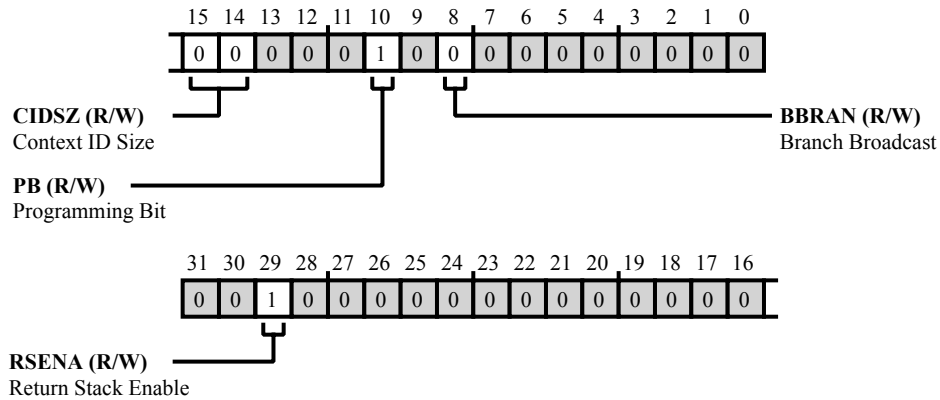 15 14 13 12 11 10 9 8 7 6 5 4 3 2 1 0
0 0 0 0 0 1 0 0 0 0 0 0 0 0 0 0
CIDSZ (R/W)
Context ID Size
BBRAN (R/W)
Branch Broadcast
PB (R/W)
Programming Bit
31 30 29 28 27 26 25 24 23 22 21 20 19 18 17 16
0 0 1 0 0 0 0 0 0 0 0 0 0 0 0 0
RSENA (R/W)
Return Stack Enable